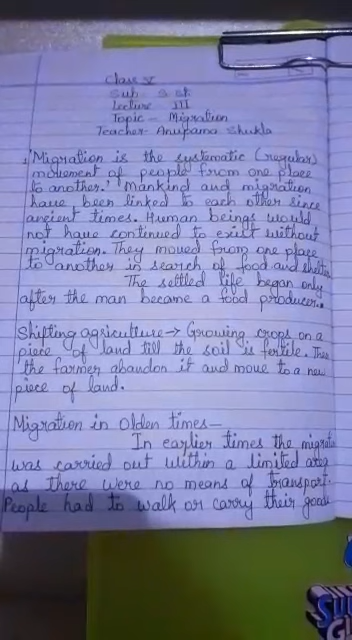 Class V
Sub S.St.
Lecture III
Topic - Migration
Teacher- Anupama Shukla
"Migration is the systematic (regular)
movement of people from one place
to another." Mankind and migration
have been linked to each other since
ancient times. Human beings would
not have continued to exist without
migration. They moved from one place
to another in search of food and shelter
The settled life began only
after the man became a food producer.
Shifting agriculture → Growing crops on a
piece of land till the soil is fertile. Then
the farmer abandon it and move to a new
piece of land.
Migration in Olden times—
In earlier times the migrati
was carried out within a limited area
as there were no means of transport.
People had to walk or carry their goods